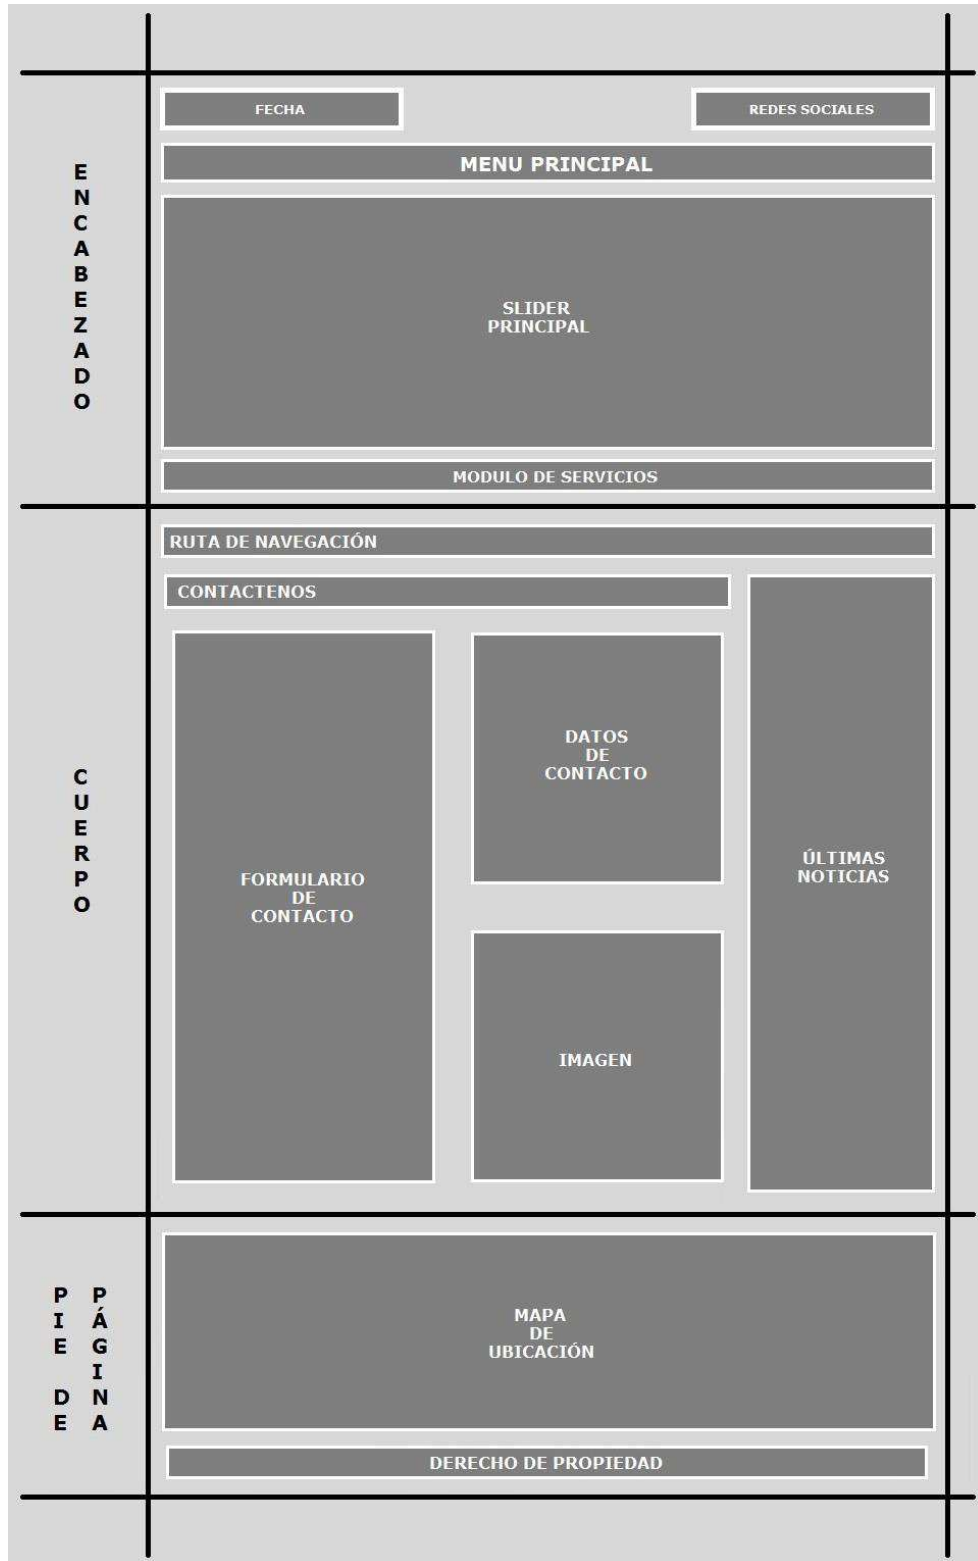 ENCABEZADO
FECHA
REDES SOCIALES
MENU PRINCIPAL
SLIDER
PRINCIPAL
MODULO DE SERVICIOS
CUERPO
RUTA DE NAVEGACIÓN
CONTACTENOS
FORMULARIO
DE
CONTACTO
DATOS
DE
CONTACTO
IMAGEN
ÚLTIMAS
NOTICIAS
PIE DE
PÁGINA
MAPA
DE
UBICACIÓN
DERECHO DE PROPIEDAD